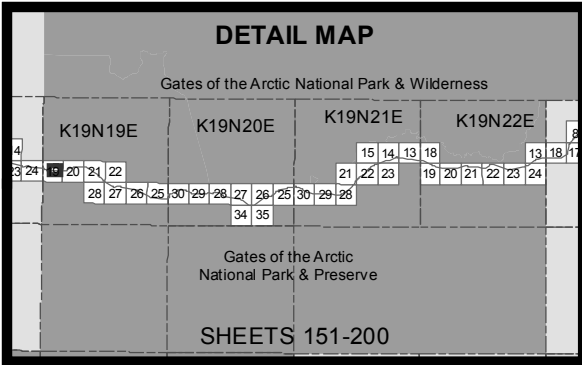 DETAIL MAP
Gates of the Arctic National Park & Wilderness
K19N19E K19N20E K19N21E K19N22E
8
4 15 14 13 18 13 18 17
23 24 19 20 21 22 21 22 23 19 20 21 22 23 24
28 27 26 25 30 29 28 27 26 25 30 29 28
34 35
Gates of the Arctic
National Park & Preserve
SHEETS 151-200